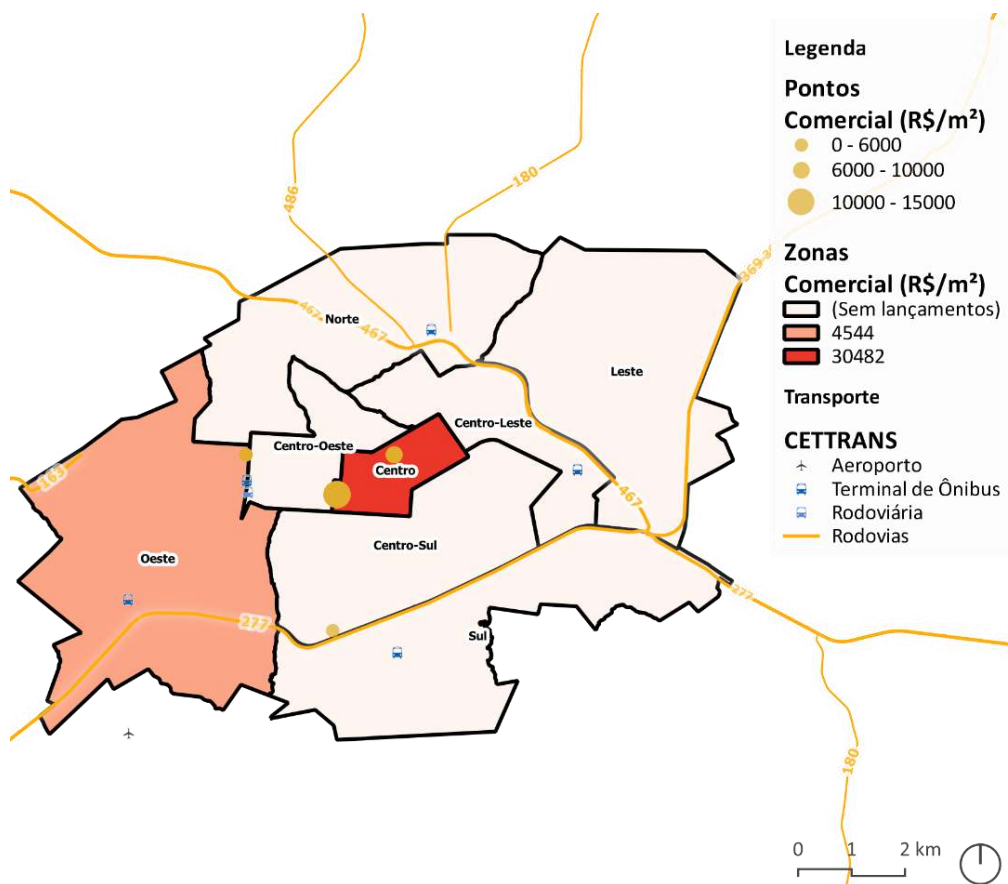 Legenda
Pontos
Comercial (R$/m²)
0 - 6000
6000 - 10000
10000 - 15000
Zonas
Comercial (R$/m²)
(Sem lançamentos)
4544
30482
Transporte
CETTRANS
Aeroporto
Terminal de Ônibus
Rodoviária
Rodovias
486
180
369
467
Norte
467
Leste
Centro-Leste
Centro-Oeste
Centro
163
467
Centro-Sul
Oeste
277
277
Sul
180
0 1 2 km